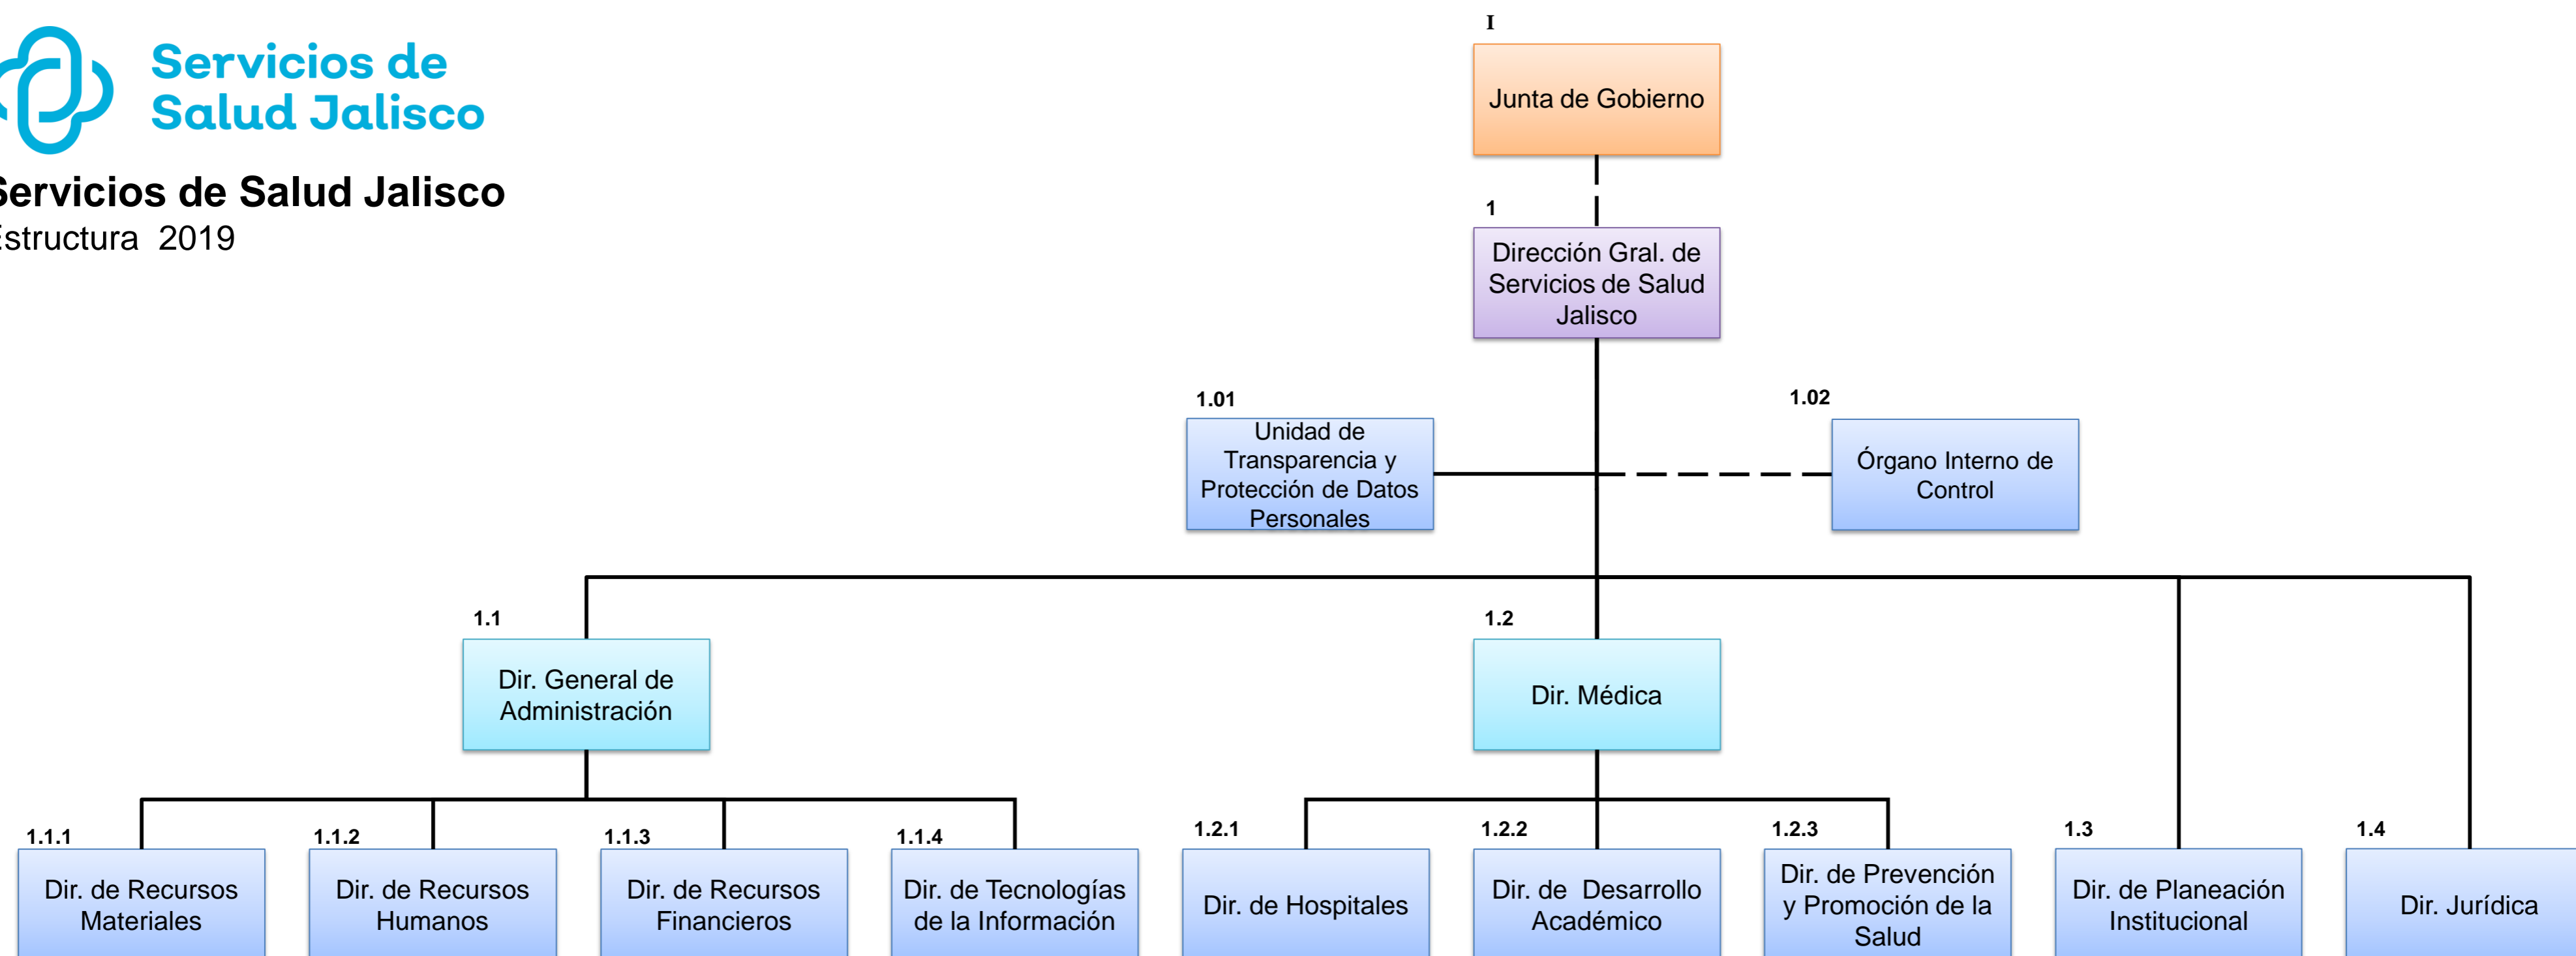 Servicios de
Salud Jalisco
Servicios de Salud Jalisco
Estructura 2019
I
Junta de Gobierno
1
Dirección Gral. de
Servicios de Salud
Jalisco
1.01
Unidad de
Transparencia y
Protección de Datos
Personales
1.02
Órgano Interno de
Control
1.1
Dir. General de
Administración
1.2
Dir. Médica
1.1.1
Dir. de Recursos
Materiales
1.1.2
Dir. de Recursos
Humanos
1.1.3
Dir. de Recursos
Financieros
1.1.4
Dir. de Tecnologías
de la Información
1.2.1
Dir. de Hospitales
1.2.2
Dir. de Desarrollo
Académico
1.2.3
Dir. de Prevención
y Promoción de la
Salud
1.3
Dir. de Planeación
Institucional
1.4
Dir. Jurídica